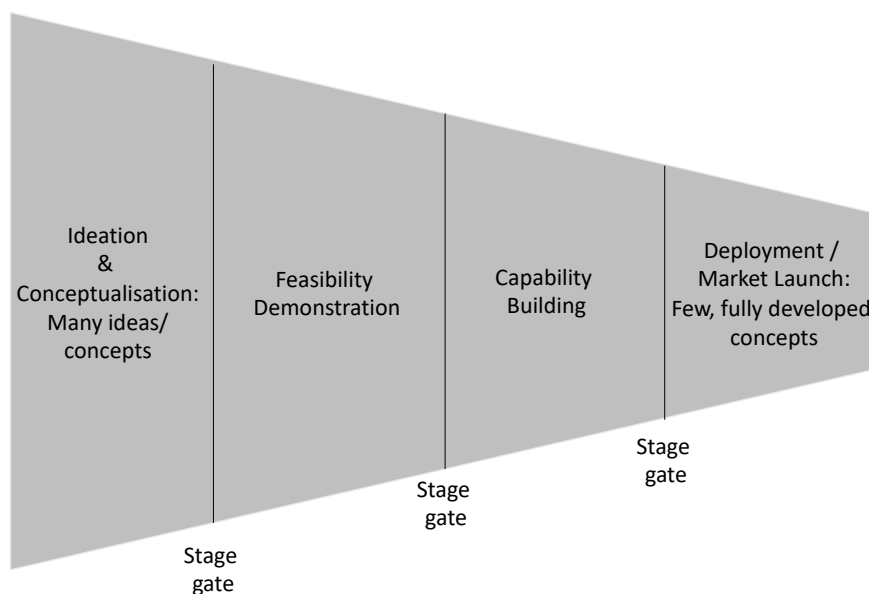 Ideation
&
Conceptualisation:
Many ideas/
concepts
Feasibility
Demonstration
Capability
Building
Deployment /
Market Launch:
Few, fully developed
concepts
Stage
gate
Stage
gate
Stage
gate